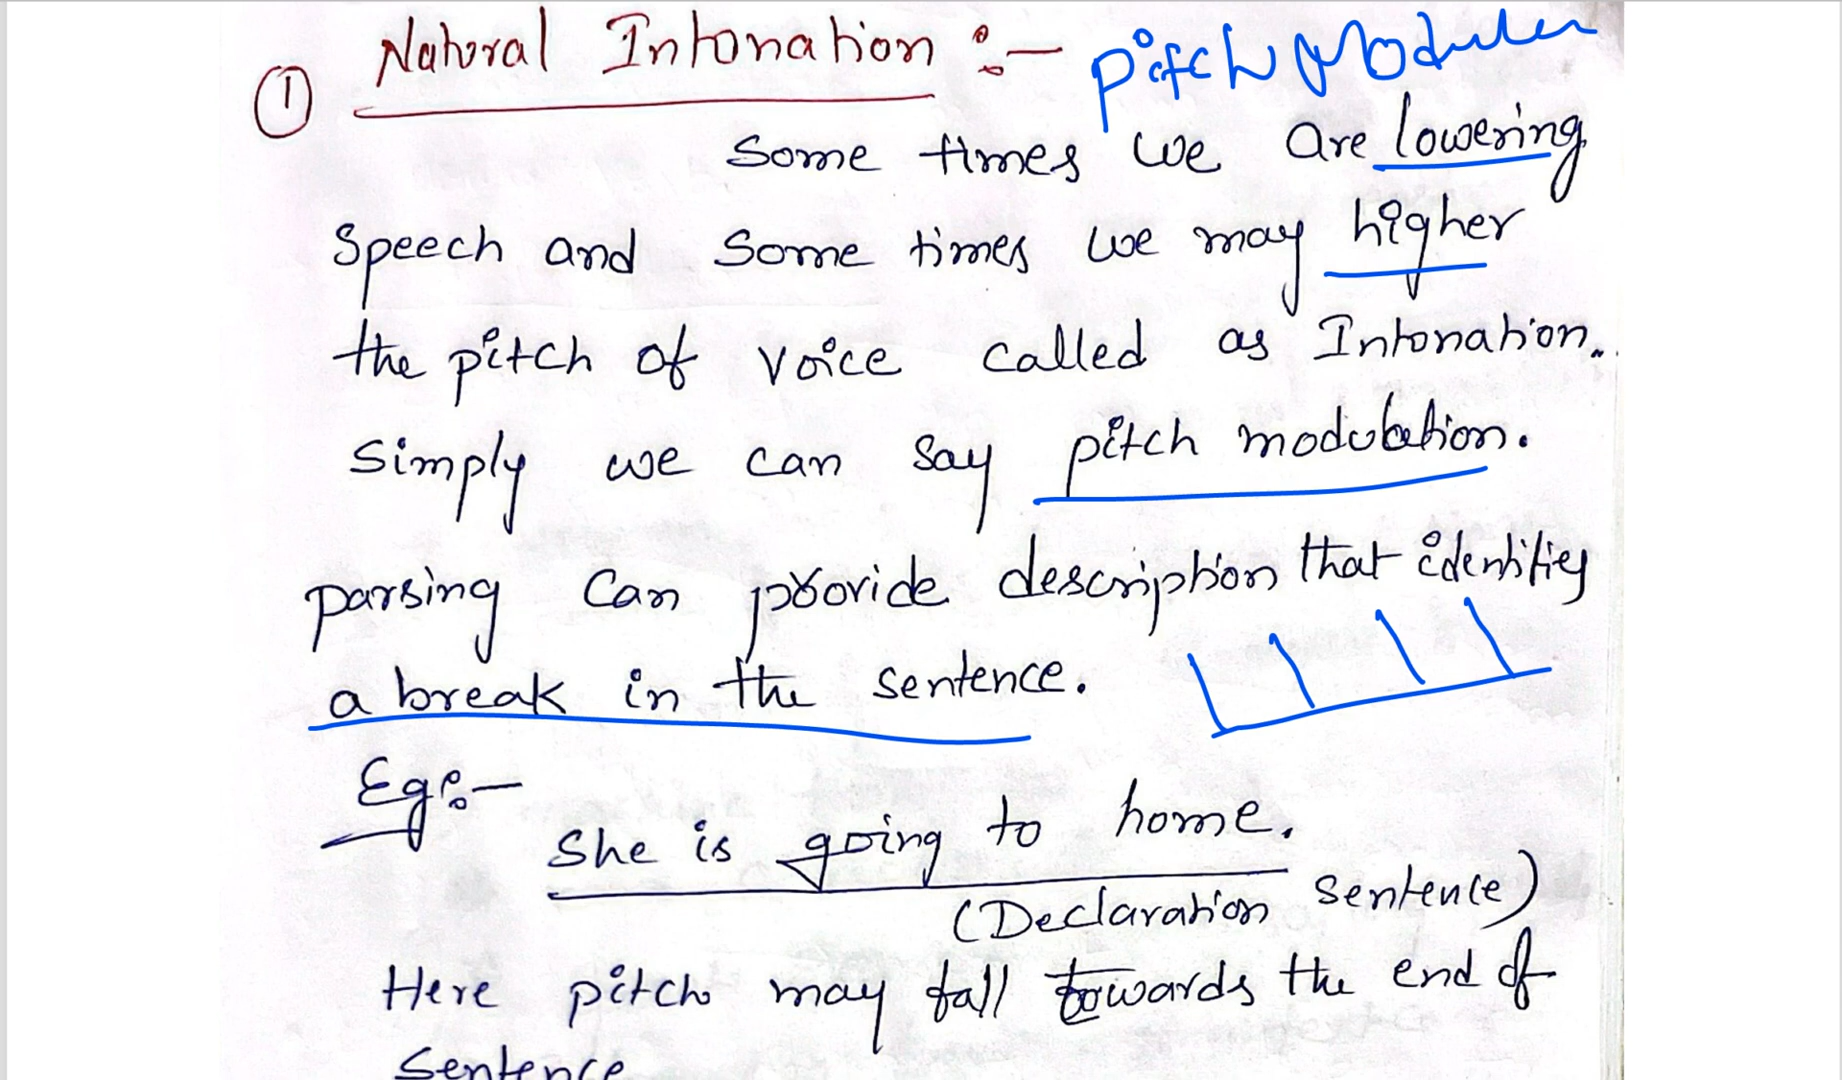 ① Natural Intonation :- Pitch
Some times we are lowering
Speech and Some times we may higher
the pitch of Voice called as Intonation.
Simply we can say pitch modulation.
parsing can provide description that identifies
a break in the sentence.
Eg:-
She is going to home.
(Declaration sentence)
Here pitch may fall towards the end of
Sentence